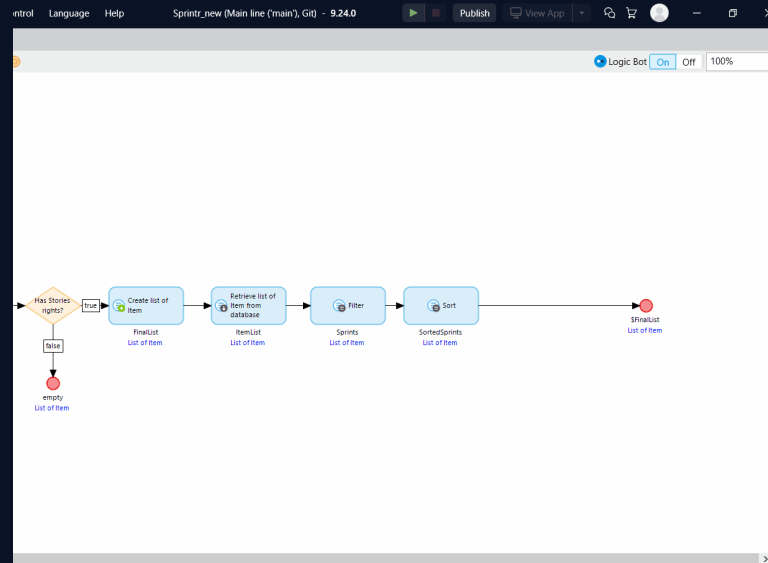 Language Help Sprintr_new (Main line ('main'), Git) - 9.24.0 Publish View App
Logic Bot On Off 100%
Has Stories
rights?
true
Create list of
Item
FinalList
List of Item
Retrieve list of
Item from
database
ItemList
List of Item
Filter
Sprints
List of Item
Sort
SortedSprints
List of Item
$FinalList
List of Item
false
empty
List of Item